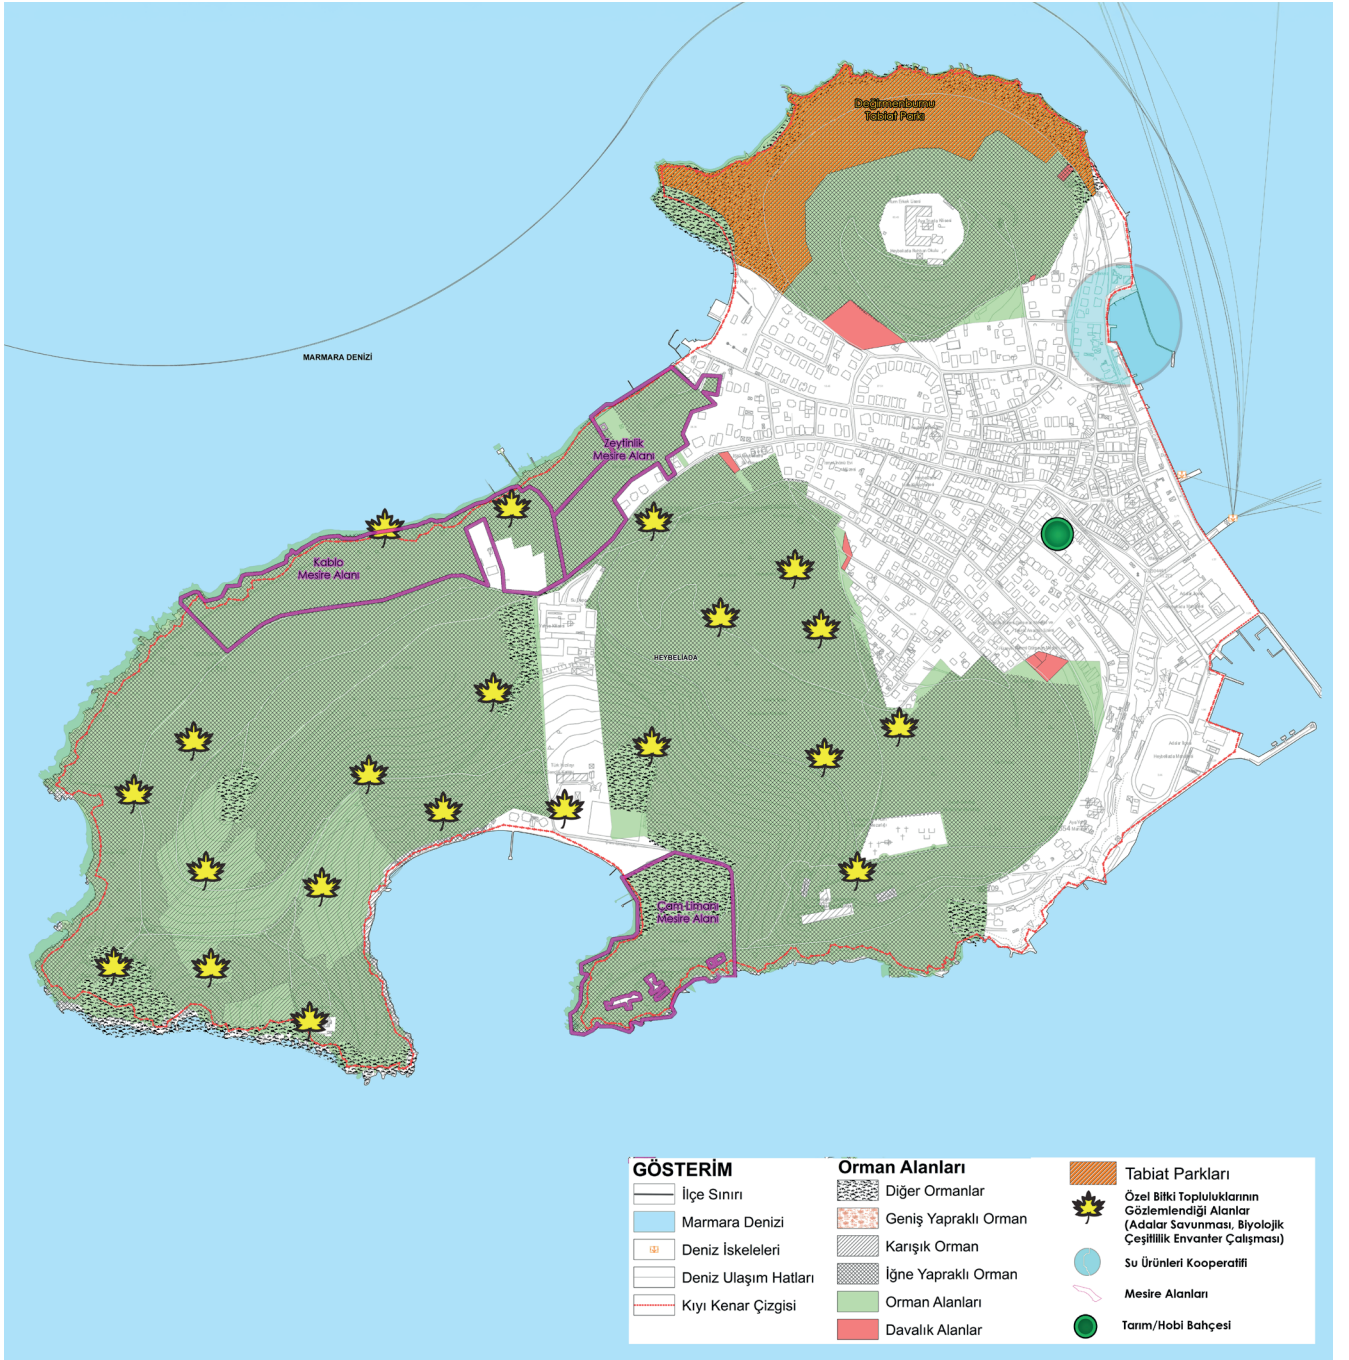 Değirmenburnu
Tabiat Parkı
MARMARA DENİZİ
Zeytinlik
Mesire Alanı
Kablo
Mesire Alanı
HEYBELİADA
Çam Limanı
Mesire Alanı
GÖSTERİM
İlçe Sınırı
Marmara Denizi
Deniz İskeleleri
Deniz Ulaşım Hatları
Kıyı Kenar Çizgisi
Orman Alanları
Diğer Ormanlar
Geniş Yapraklı Orman
Karışık Orman
İğne Yapraklı Orman
Orman Alanları
Davalık Alanlar
Tabiat Parkları
Özel Bitki Topluluklarının
Gözlemlendiği Alanlar
(Adalar Savunması, Biyolojik
Çeşitlilik Envanter Çalışması)
Su Ürünleri Kooperatifi
Mesire Alanları
Tarım/Hobi Bahçesi